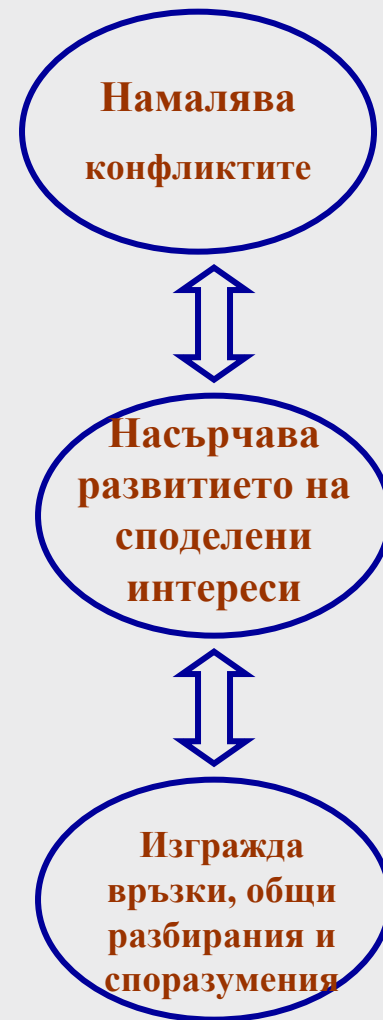 Намалява
конфликтите
Насърчава
развитието на
споделени
интереси
Изгражда
връзки, общи
разбирания и
споразумения